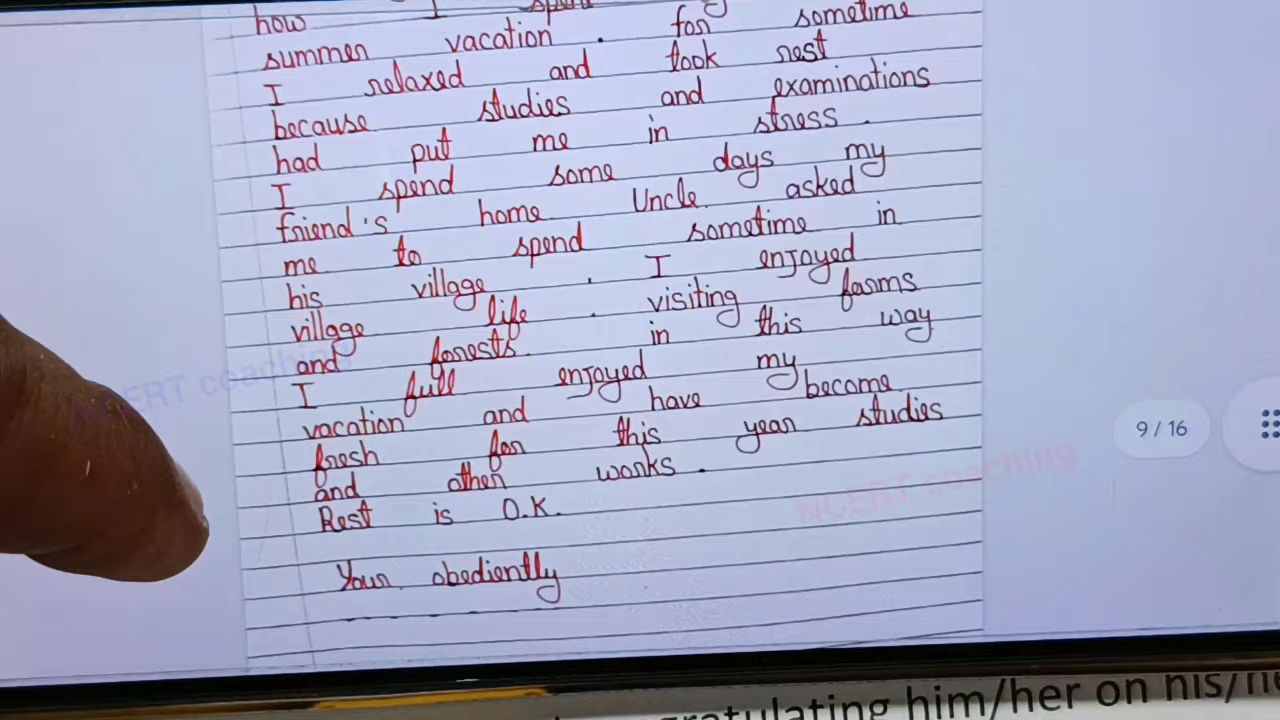 how I spent
summer vacation. for sometime
I relaxed and took rest
because studies and examinations
had put me in stress.
I spend some days my
friend's home. Uncle asked
me to spend sometime in
his village. I enjoyed
village life. visiting farms
and forests. in this way
I full enjoyed my
vacation and have become
fresh for this year studies
and other works.
Rest is O.K.
Your obediently
NCERT coaching
NCERT coaching
9/16
congratulating him/her on his/he